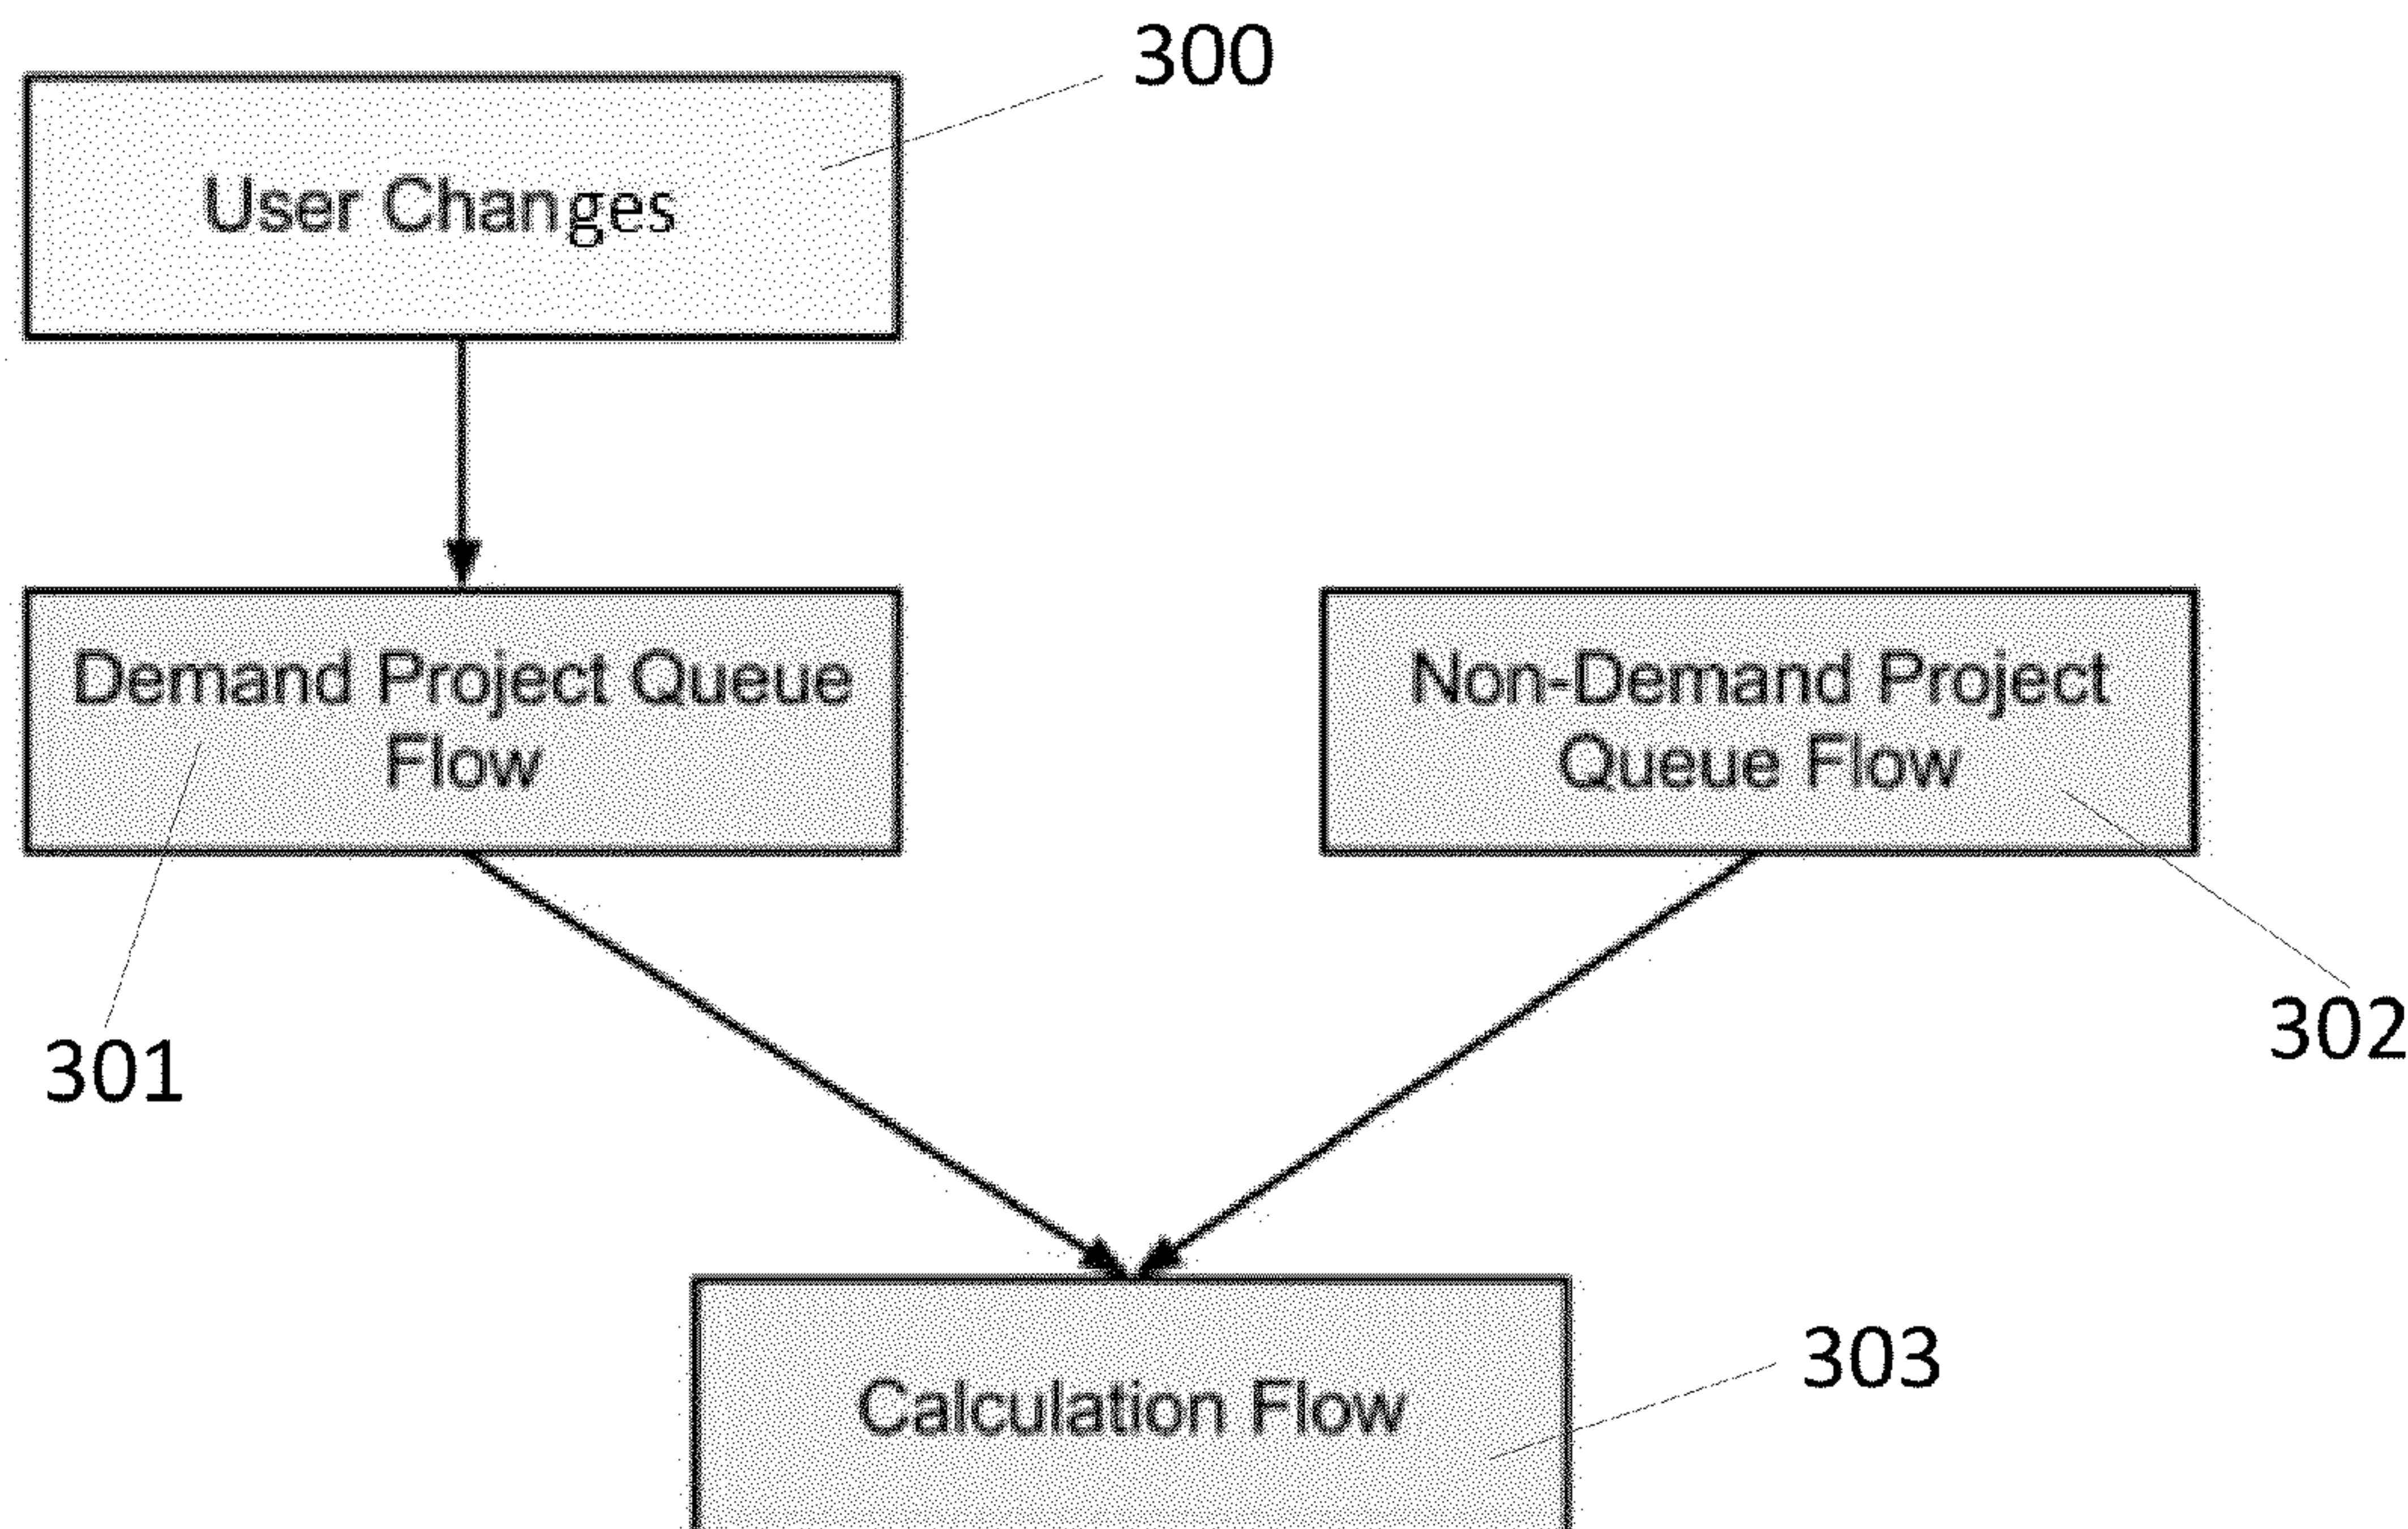 300
User Changes
Demand Project Queue
Flow
Non-Demand Project
Queue Flow
301
302
Calculation Flow
303